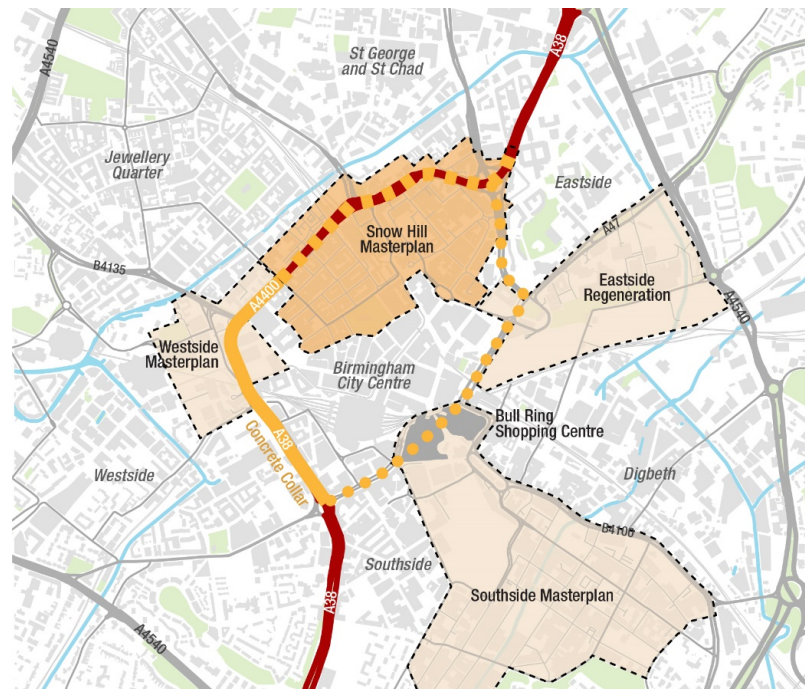 A4540
St George
and St Chad
A38
Jewellery
Quarter
Eastside
Snow Hill
Masterplan
A47
B4135
Eastside
Regeneration
A4400
A4540
Westside
Masterplan
Birmingham
City Centre
Bull Ring
Shopping Centre
A38
Concrete Collar
Westside
Digbeth
B4100
Southside
Southside Masterplan
A38
A4540